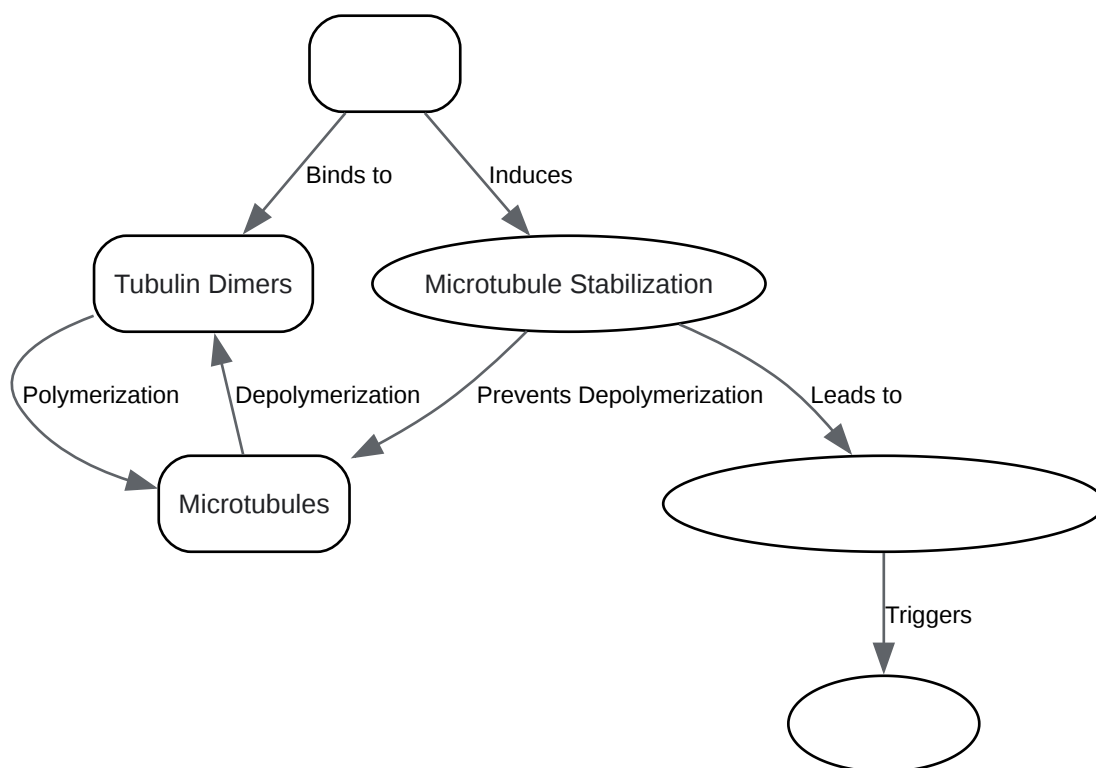 Binds to
Induces
Tubulin Dimers
Microtubule Stabilization
Polymerization
Depolymerization
Prevents Depolymerization
Leads to
Microtubules
Triggers